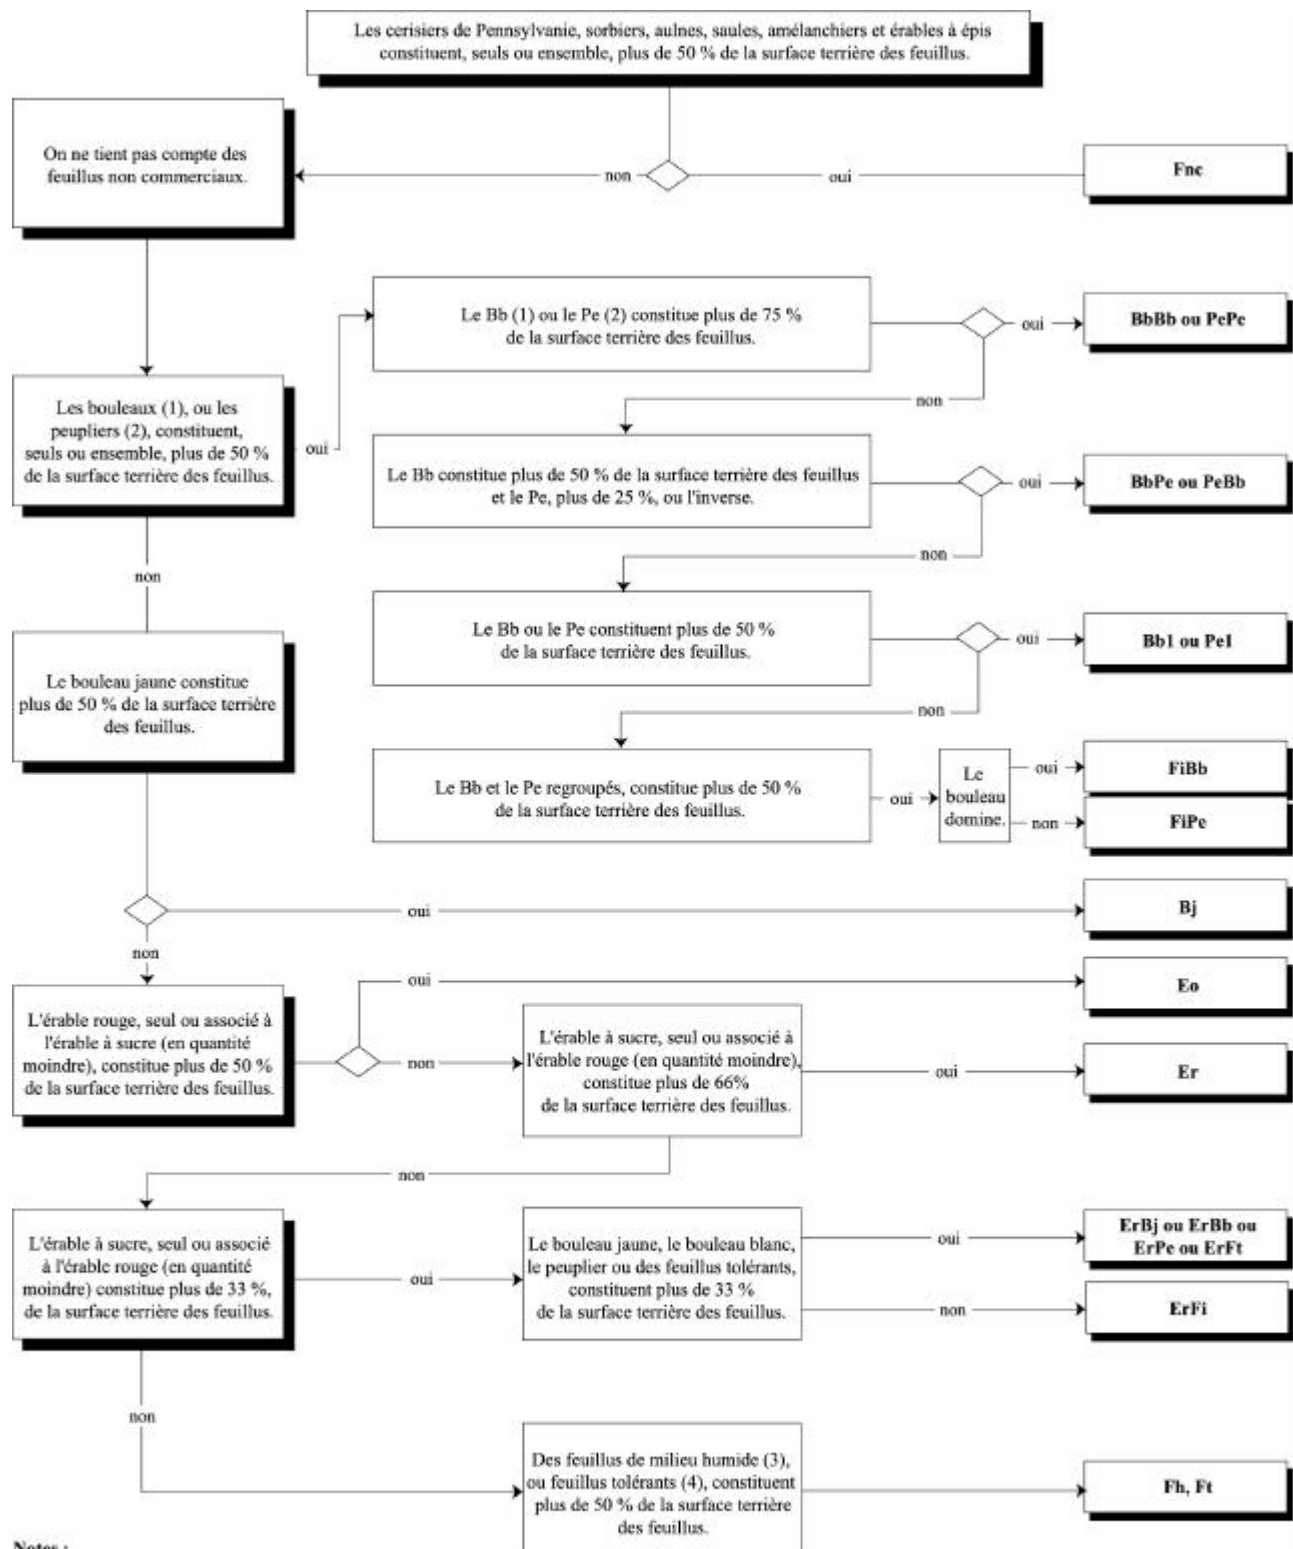 Les cerisiers de Pennsylvanie, sorbiers, aulnes, saules, amélanchiers et érables à épis
constituent, seuls ou ensemble, plus de 50 % de la surface terrière des feuillus.
On ne tient pas compte des
feuillus non commerciaux.
non
oui
Fnc
Le Bb (1) ou le Pe (2) constitue plus de 75 %
de la surface terrière des feuillus.
oui
BbBb ou PePe
non
Les bouleaux (1), ou les
peupliers (2), constituent,
seuls ou ensemble, plus de 50 %
de la surface terrière des feuillus.
oui
Le Bb constitue plus de 50 % de la surface terrière des feuillus
et le Pe, plus de 25 %, ou l'inverse.
oui
BbPe ou PeBb
non
non
Le Bb ou le Pe constituent plus de 50 %
de la surface terrière des feuillus.
oui
Bb1 ou Pe1
non
Le bouleau jaune constitue
plus de 50 % de la surface terrière
des feuillus.
Le Bb et le Pe regroupés, constitue plus de 50 %
de la surface terrière des feuillus.
oui
Le
bouleau
domine.
oui
FiBb
non
FiPe
oui
Bj
non
oui
Eo
L'érable rouge, seul ou associé à
l'érable à sucre (en quantité
moindre), constitue plus de 50 %
de la surface terrière des feuillus.
non
L'érable à sucre, seul ou associé à
l'érable rouge (en quantité moindre),
constitue plus de 66%
de la surface terrière des feuillus.
oui
Er
non
L'érable à sucre, seul ou associé
à l'érable rouge (en quantité
moindre) constitue plus de 33 %,
de la surface terrière des feuillus.
oui
Le bouleau jaune, le bouleau blanc,
le peuplier ou des feuillus tolérants,
constituent plus de 33 %
de la surface terrière des feuillus.
oui
ErBj ou ErBb ou
ErPe ou ErFt
non
ErFi
non
Des feuillus de milieu humide (3),
ou feuillus tolérants (4), constituent
plus de 50 % de la surface terrière
des feuillus.
Fh, Ft
Notes :